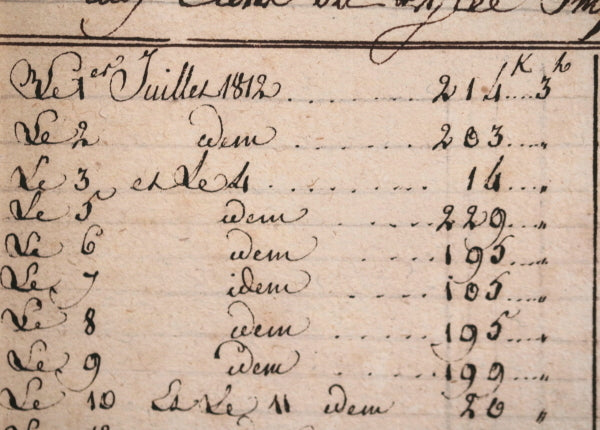 Le 1er Juillet 1812 ........ 214 K ... 3 h
Le 2 idem ..... 203 .... "
Le 3 et Le 4 ........ 14 .... "
Le 5 idem ..... 229 .... "
Le 6 idem ..... 195 .... "
Le 7 idem ..... 105 .... "
Le 8 idem ..... 195 .... "
Le 9 idem ..... 199 .... "
Le 10 Et Le 11 idem 20 .... "